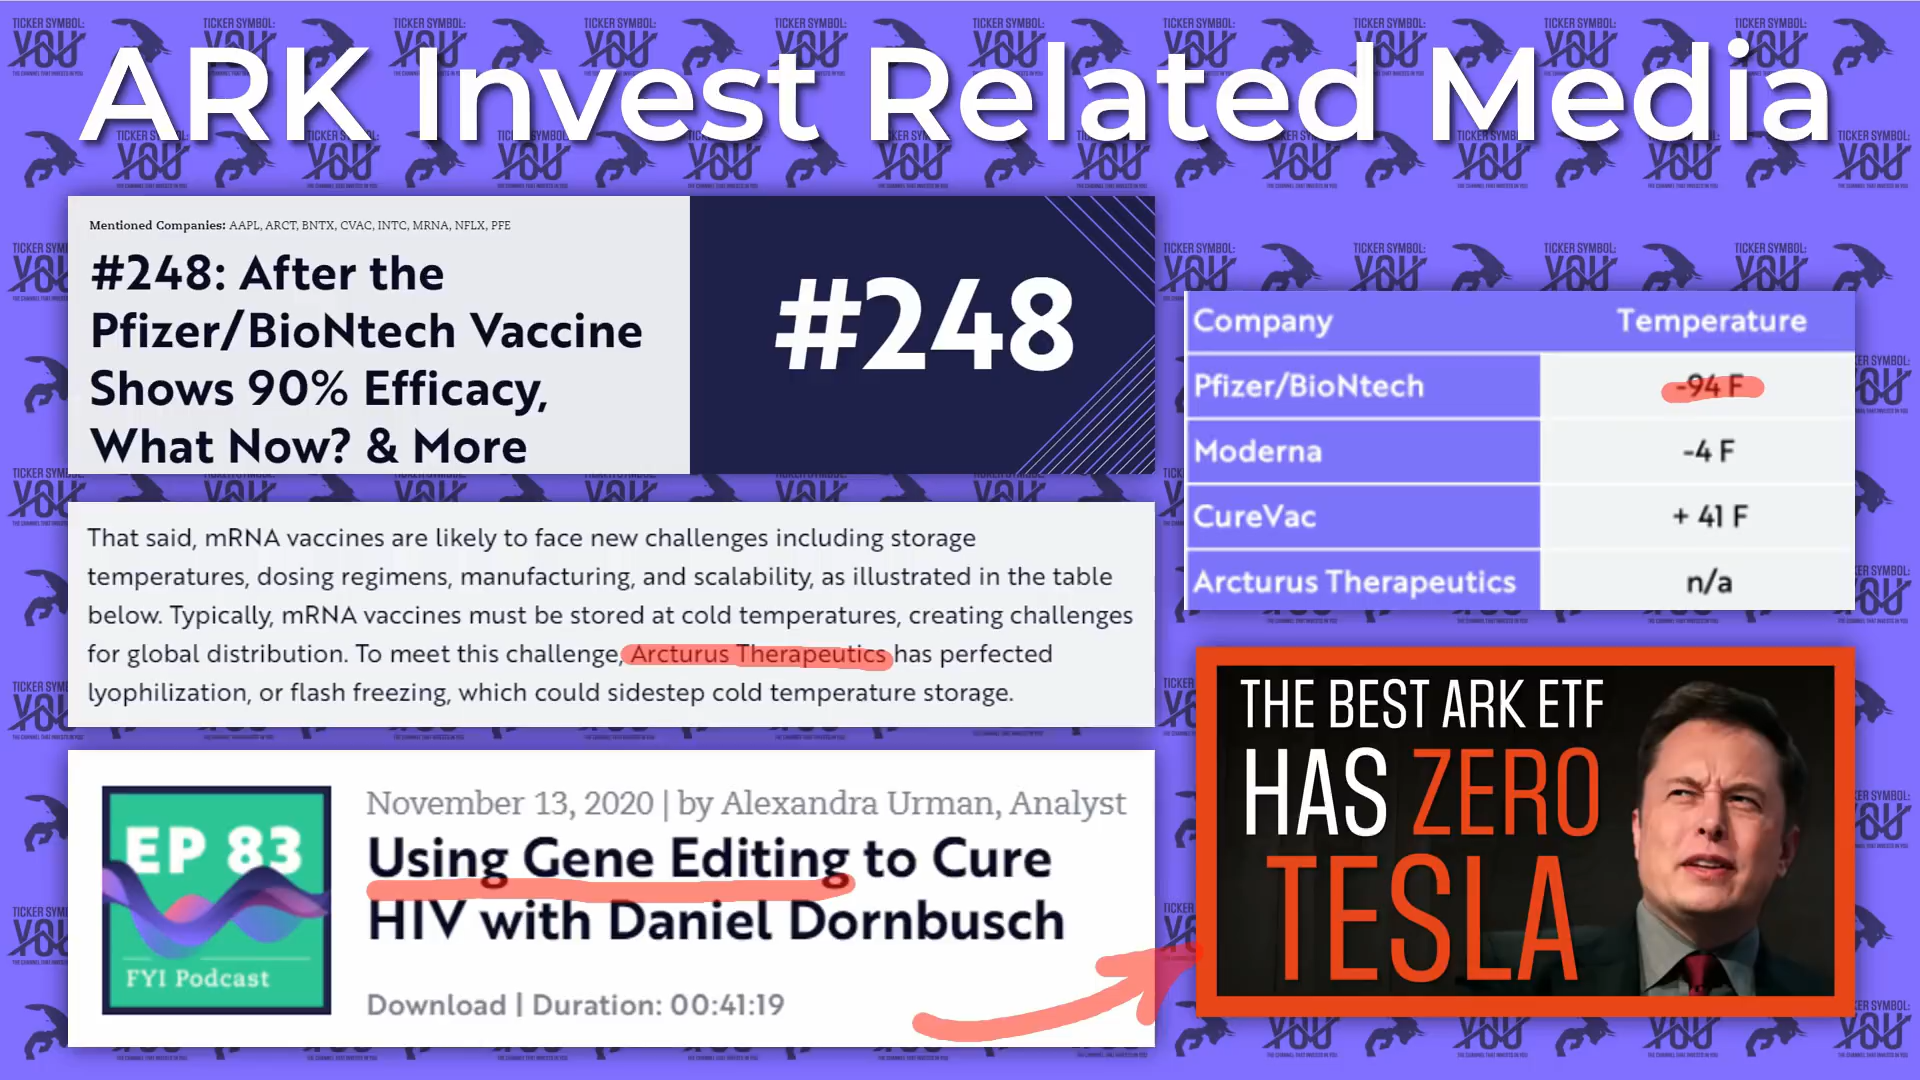 ARK Invest Related Media
Mentioned Companies: AAPL, ARCT, BNTX, CVAC, INTC, MRNA, NFLX, PFE
#248: After the
Pfizer/BioNtech Vaccine
Shows 90% Efficacy,
What Now? & More
#248
That said, mRNA vaccines are likely to face new challenges including storage
temperatures, dosing regimens, manufacturing, and scalability, as illustrated in the table
below. Typically, mRNA vaccines must be stored at cold temperatures, creating challenges
for global distribution. To meet this challenge, Arcturus Therapeutics has perfected
lyophilization, or flash freezing, which could sidestep cold temperature storage.
EP 83
FYI Podcast
November 13, 2020 | by Alexandra Urman, Analyst
Using Gene Editing to Cure
HIV with Daniel Dornbusch
Download | Duration: 00:41:19
Company Temperature
Pfizer/BioNtech -94 F
Moderna -4 F
CureVac + 41 F
Arcturus Therapeutics n/a
THE BEST ARK ETF
HAS ZERO
TESLA
TICKER SYMBOL:
YOU
THE CHANNEL THAT INVESTS IN YOU